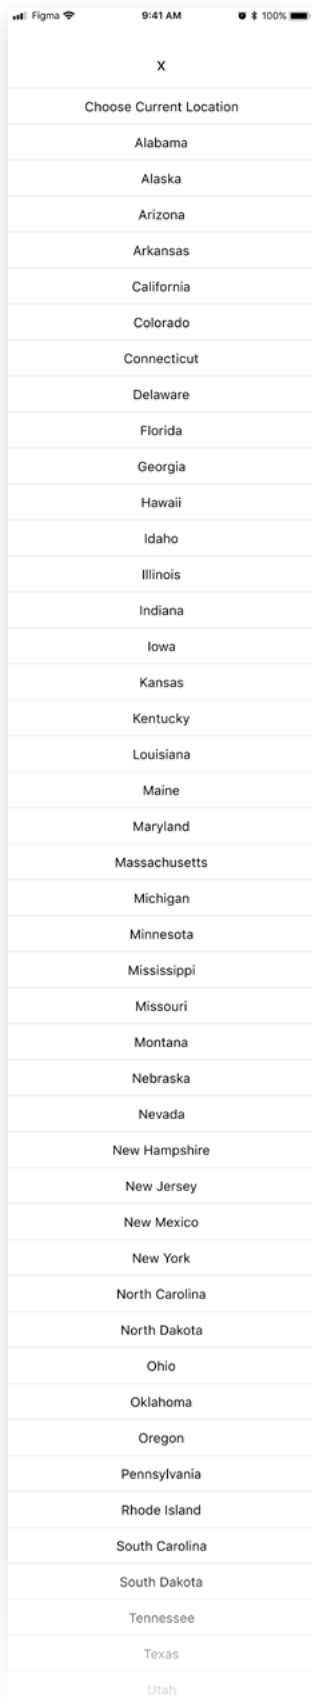 Figma 9:41 AM 100%
X
Choose Current Location
Alabama
Alaska
Arizona
Arkansas
California
Colorado
Connecticut
Delaware
Florida
Georgia
Hawaii
Idaho
Illinois
Indiana
Iowa
Kansas
Kentucky
Louisiana
Maine
Maryland
Massachusetts
Michigan
Minnesota
Mississippi
Missouri
Montana
Nebraska
Nevada
New Hampshire
New Jersey
New Mexico
New York
North Carolina
North Dakota
Ohio
Oklahoma
Oregon
Pennsylvania
Rhode Island
South Carolina
South Dakota
Tennessee
Texas
Utah